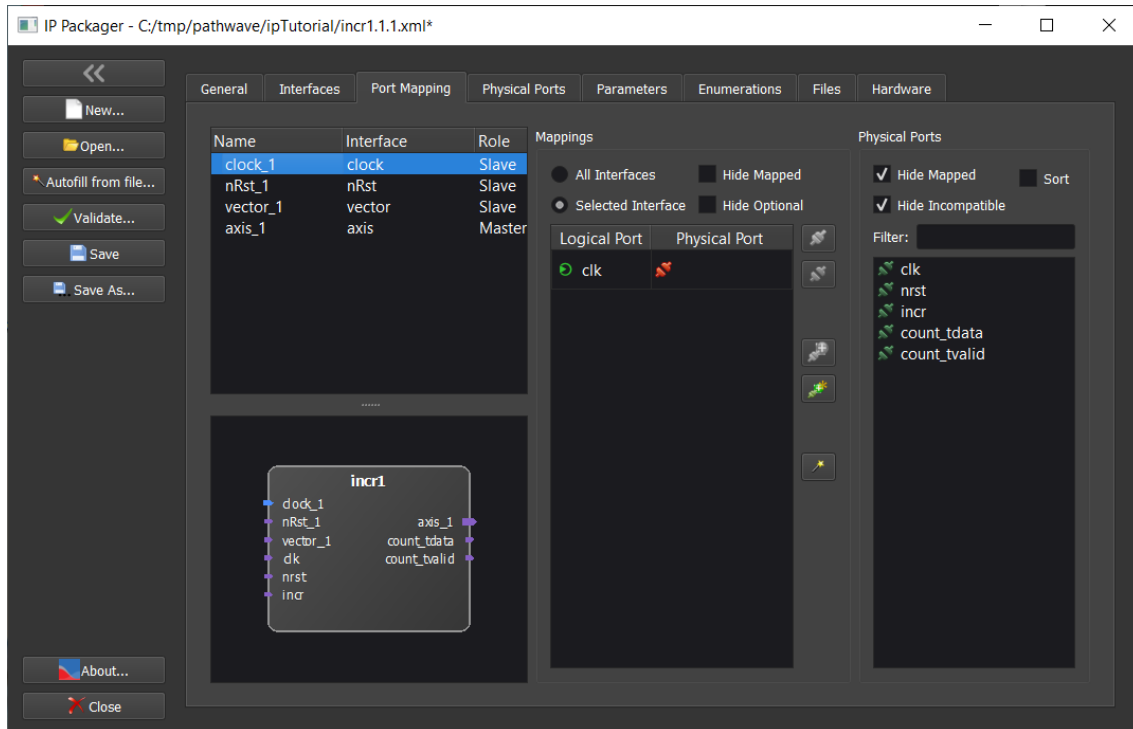 IP Packager - C:/tmp/pathwave/ipTutorial/incr1.1.1.xml*
New...
Open...
Autofill from file...
Validate...
Save
Save As...
About...
Close
General Interfaces Port Mapping Physical Ports Parameters Enumerations Files Hardware
Name Interface Role
clock_1 clock Slave
nRst_1 nRst Slave
vector_1 vector Slave
axis_1 axis Master
incr1
clock_1
nRst_1 axis_1
vector_1 count_tdata
clk count_tvalid
nrst
incr
Mappings
All Interfaces Hide Mapped
Selected Interface Hide Optional
Logical Port Physical Port
clk
Physical Ports
Hide Mapped Sort
Hide Incompatible
Filter:
clk
nrst
incr
count_tdata
count_tvalid